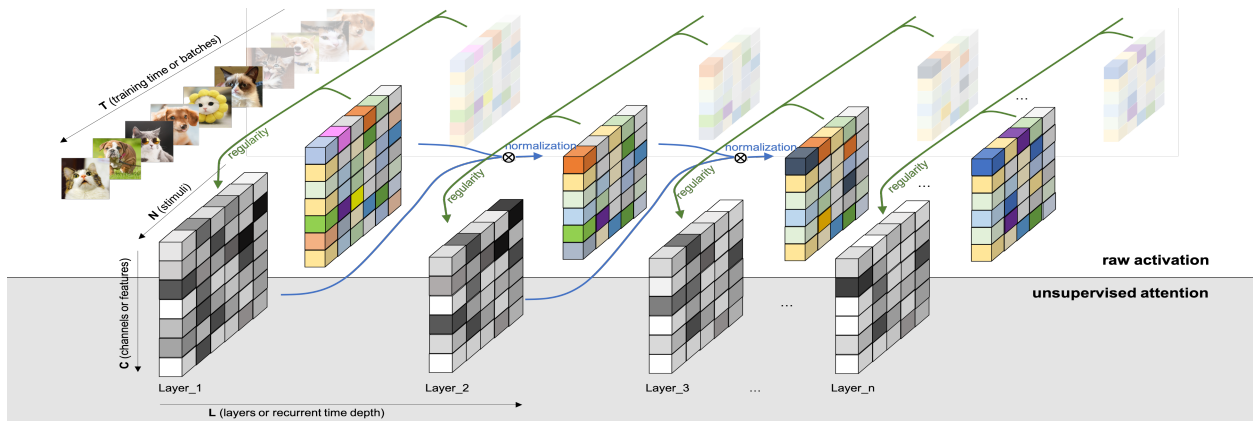 T (training time or batches)
regularity
normalization
regularity
normalization
regularity
regularity
...
...
N (stimuli)
raw activation
unsupervised attention
C (channels or features)
...
Layer_1
Layer_2
Layer_3
...
Layer_n
L (layers or recurrent time depth)